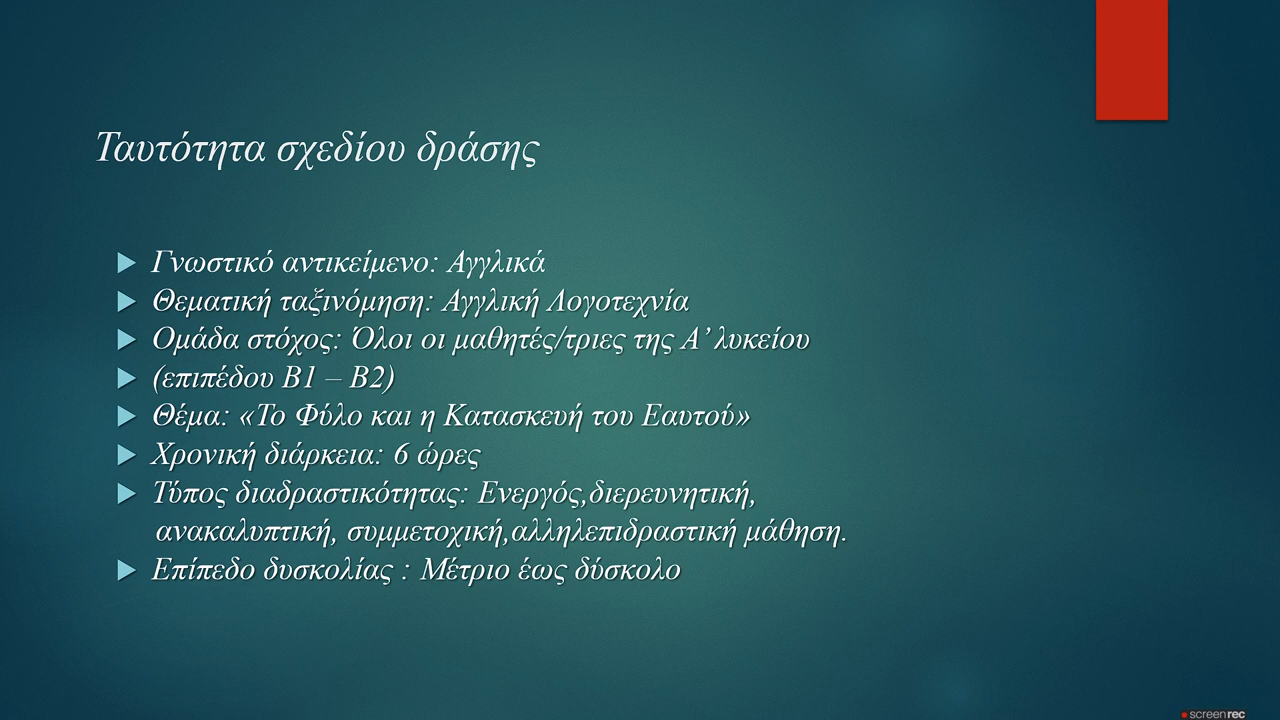 Ταυτότητα σχεδίου δράσης
Γνωστικό αντικείμενο: Αγγλικά
Θεματική ταξινόμηση: Αγγλική Λογοτεχνία
Ομάδα στόχος: Όλοι οι μαθητές/τριες της Α’ λυκείου
(επιπέδου Β1 – Β2)
Θέμα: «Το Φύλο και η Κατασκευή του Εαυτού»
Χρονική διάρκεια: 6 ώρες
Τύπος διαδραστικότητας: Ενεργός,διερευνητική,
ανακαλυπτική, συμμετοχική,αλληλεπιδραστική μάθηση.
Επίπεδο δυσκολίας : Μέτριο έως δύσκολο
screenrec